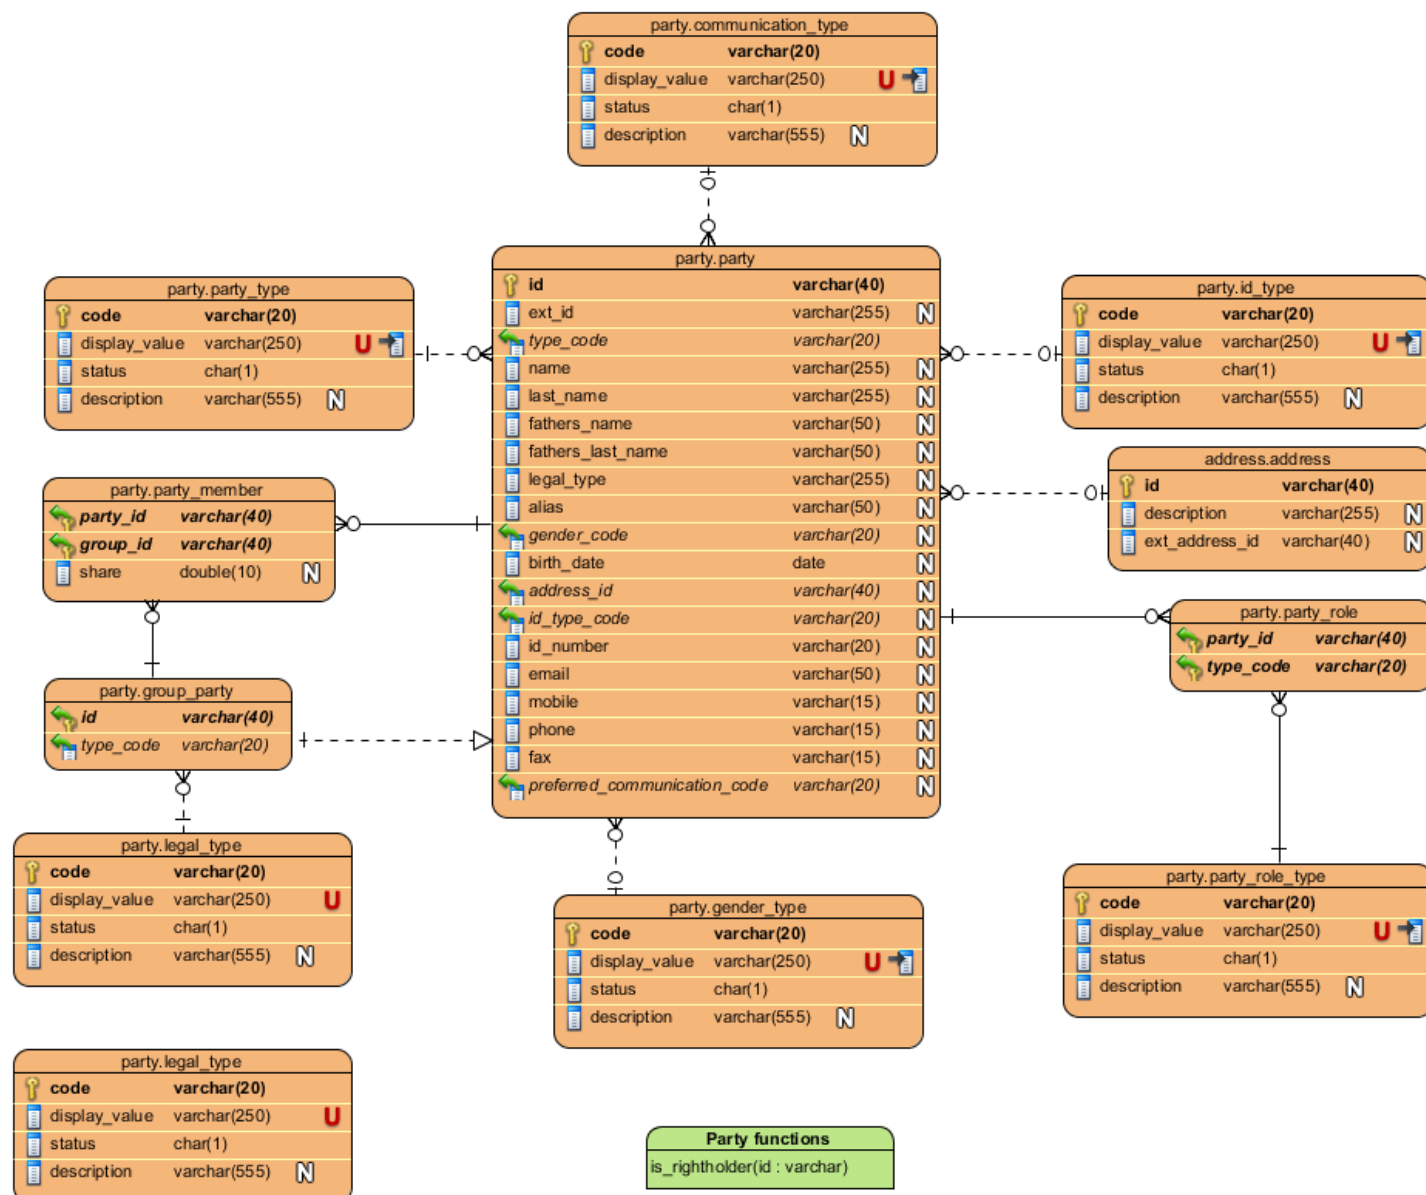 party.communication_type
code varchar(20)
display_value varchar(250) U
status char(1)
description varchar(555) N
party.party
id varchar(40)
ext_id varchar(255) N
type_code varchar(20)
name varchar(255) N
last_name varchar(255) N
fathers_name varchar(50) N
fathers_last_name varchar(50) N
legal_type varchar(255) N
alias varchar(50) N
gender_code varchar(20) N
birth_date date N
address_id varchar(40) N
id_type_code varchar(20) N
id_number varchar(20) N
email varchar(50) N
mobile varchar(15) N
phone varchar(15) N
fax varchar(15) N
preferred_communication_code varchar(20) N
party.party_type
code varchar(20)
display_value varchar(250) U
status char(1)
description varchar(555) N
party.id_type
code varchar(20)
display_value varchar(250) U
status char(1)
description varchar(555) N
address.address
id varchar(40)
description varchar(255) N
ext_address_id varchar(40) N
party.party_member
party_id varchar(40)
group_id varchar(40)
share double(10) N
party.party_role
party_id varchar(40)
type_code varchar(20)
party.group_party
id varchar(40)
type_code varchar(20)
party.legal_type
code varchar(20)
display_value varchar(250) U
status char(1)
description varchar(555) N
party.gender_type
code varchar(20)
display_value varchar(250) U
status char(1)
description varchar(555) N
party.party_role_type
code varchar(20)
display_value varchar(250) U
status char(1)
description varchar(555) N
party.legal_type
code varchar(20)
display_value varchar(250) U
status char(1)
description varchar(555) N
Party functions
is_rightholder(id : varchar)